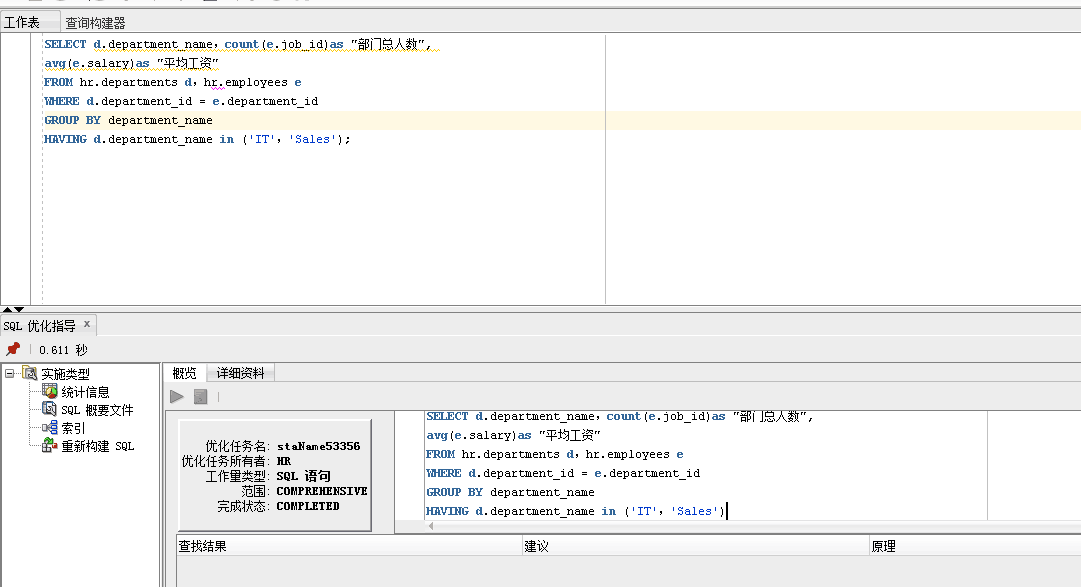 工作表 查询构建器
SELECT d.department_name，count(e.job_id)as "部门总人数"，
avg(e.salary)as "平均工资"
FROM hr.departments d，hr.employees e
WHERE d.department_id = e.department_id
GROUP BY department_name
HAVING d.department_name in ('IT'，'Sales');
SQL 优化指导 x
0.611 秒
实施类型
统计信息
SQL 概要文件
索引
重新构建 SQL
概览 详细资料
优化任务名: staName53356
优化任务所有者: HR
工作量类型: SQL 语句
范围: COMPREHENSIVE
完成状态: COMPLETED
SELECT d.department_name，count(e.job_id)as "部门总人数"，
avg(e.salary)as "平均工资"
FROM hr.departments d，hr.employees e
WHERE d.department_id = e.department_id
GROUP BY department_name
HAVING d.department_name in ('IT'，'Sales')
查找结果 建议 原理